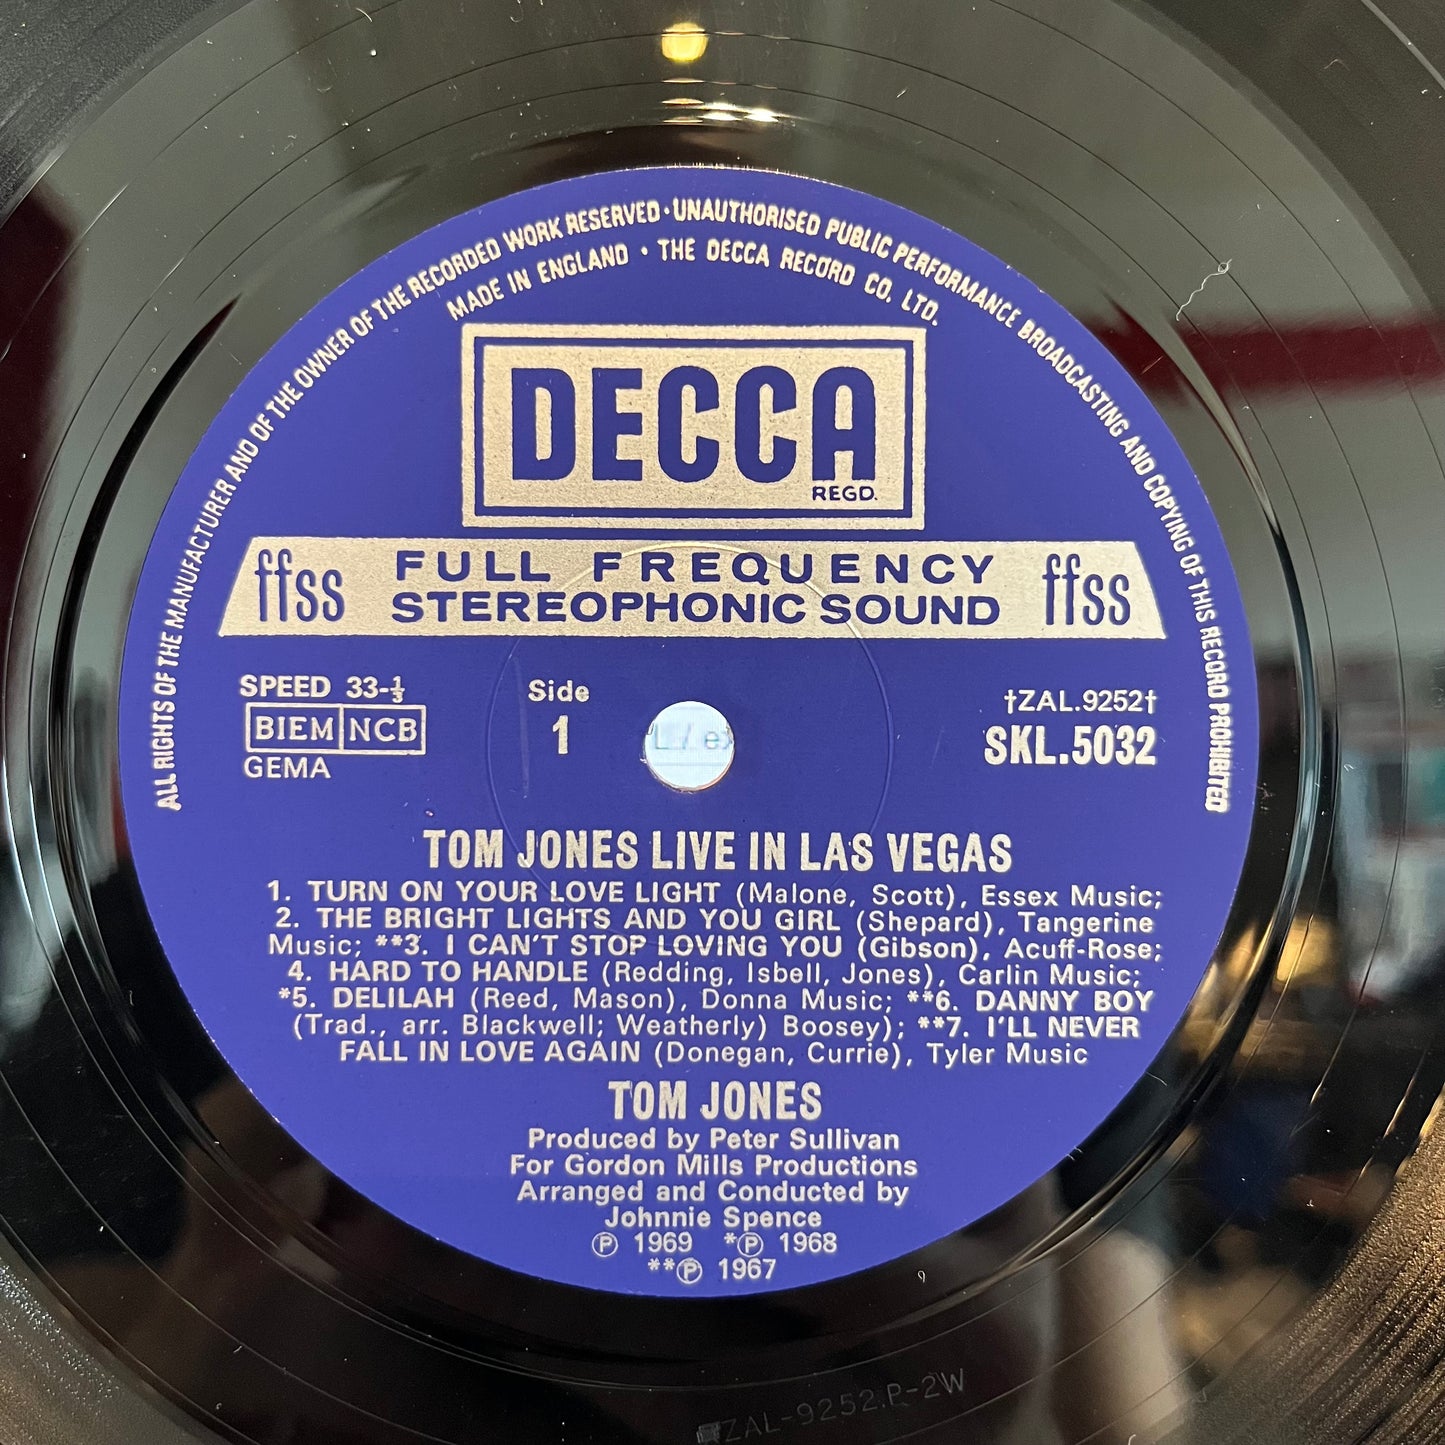 ALL RIGHTS OF THE MANUFACTURER AND OF THE OWNER OF THE RECORDED WORK RESERVED · UNAUTHORISED PUBLIC PERFORMANCE BROADCASTING AND COPYING OF THIS RECORD PROHIBITED
MADE IN ENGLAND · THE DECCA RECORD CO. LTD.
DECCA
REGD.
ffss FULL FREQUENCY ffss
STEREOPHONIC SOUND
SPEED 33-⅓
BIEM NCB
GEMA
Side
1
†ZAL.9252†
SKL.5032
TOM JONES LIVE IN LAS VEGAS
1. TURN ON YOUR LOVE LIGHT (Malone, Scott), Essex Music;
2. THE BRIGHT LIGHTS AND YOU GIRL (Shepard), Tangerine
Music; **3. I CAN'T STOP LOVING YOU (Gibson), Acuff-Rose;
4. HARD TO HANDLE (Redding, Isbell, Jones), Carlin Music;
*5. DELILAH (Reed, Mason), Donna Music; **6. DANNY BOY
(Trad., arr. Blackwell; Weatherly) Boosey); **7. I'LL NEVER
FALL IN LOVE AGAIN (Donegan, Currie), Tyler Music
TOM JONES
Produced by Peter Sullivan
For Gordon Mills Productions
Arranged and Conducted by
Johnnie Spence
Ⓟ 1969 *Ⓟ 1968
**Ⓟ 1967
ZAL-9252.P-2W